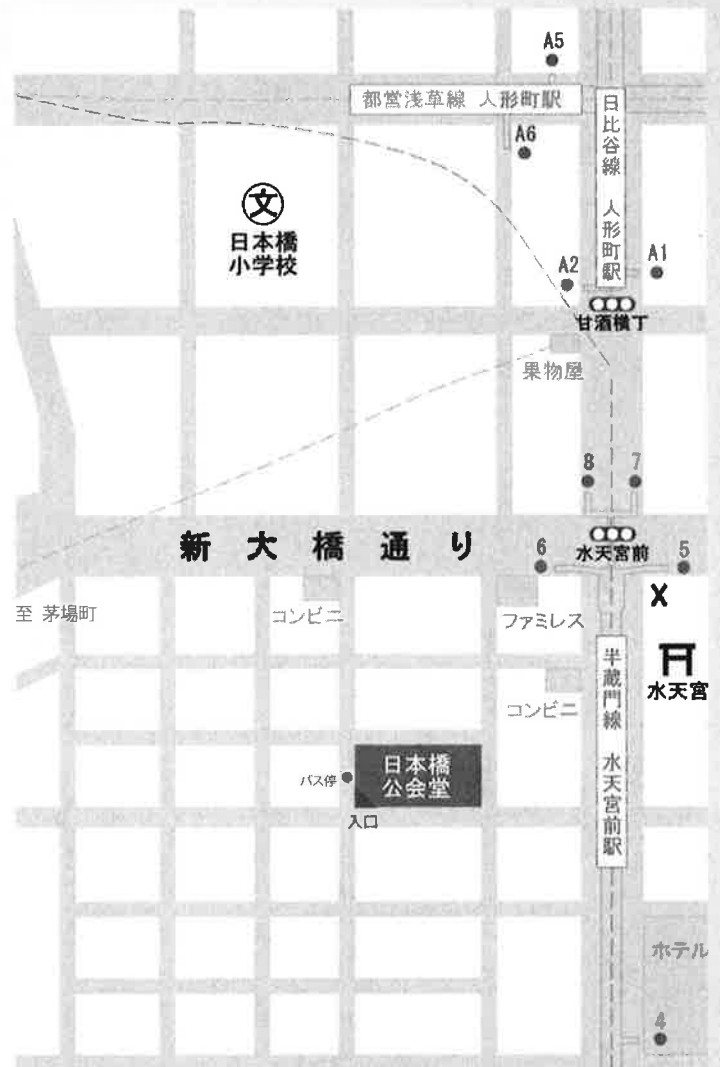 A5
都営浅草線 人形町駅
日比谷線 人形町駅
A6
文
日本橋
小学校
A2
A1
甘酒横丁
果物屋
8
7
新大橋通り
水天宮前
6
5
X
至 茅場町
コンビニ
ファミレス
水天宮
コンビニ
半蔵門線 水天宮前駅
バス停
日本橋
公会堂
入口
ホテル
4